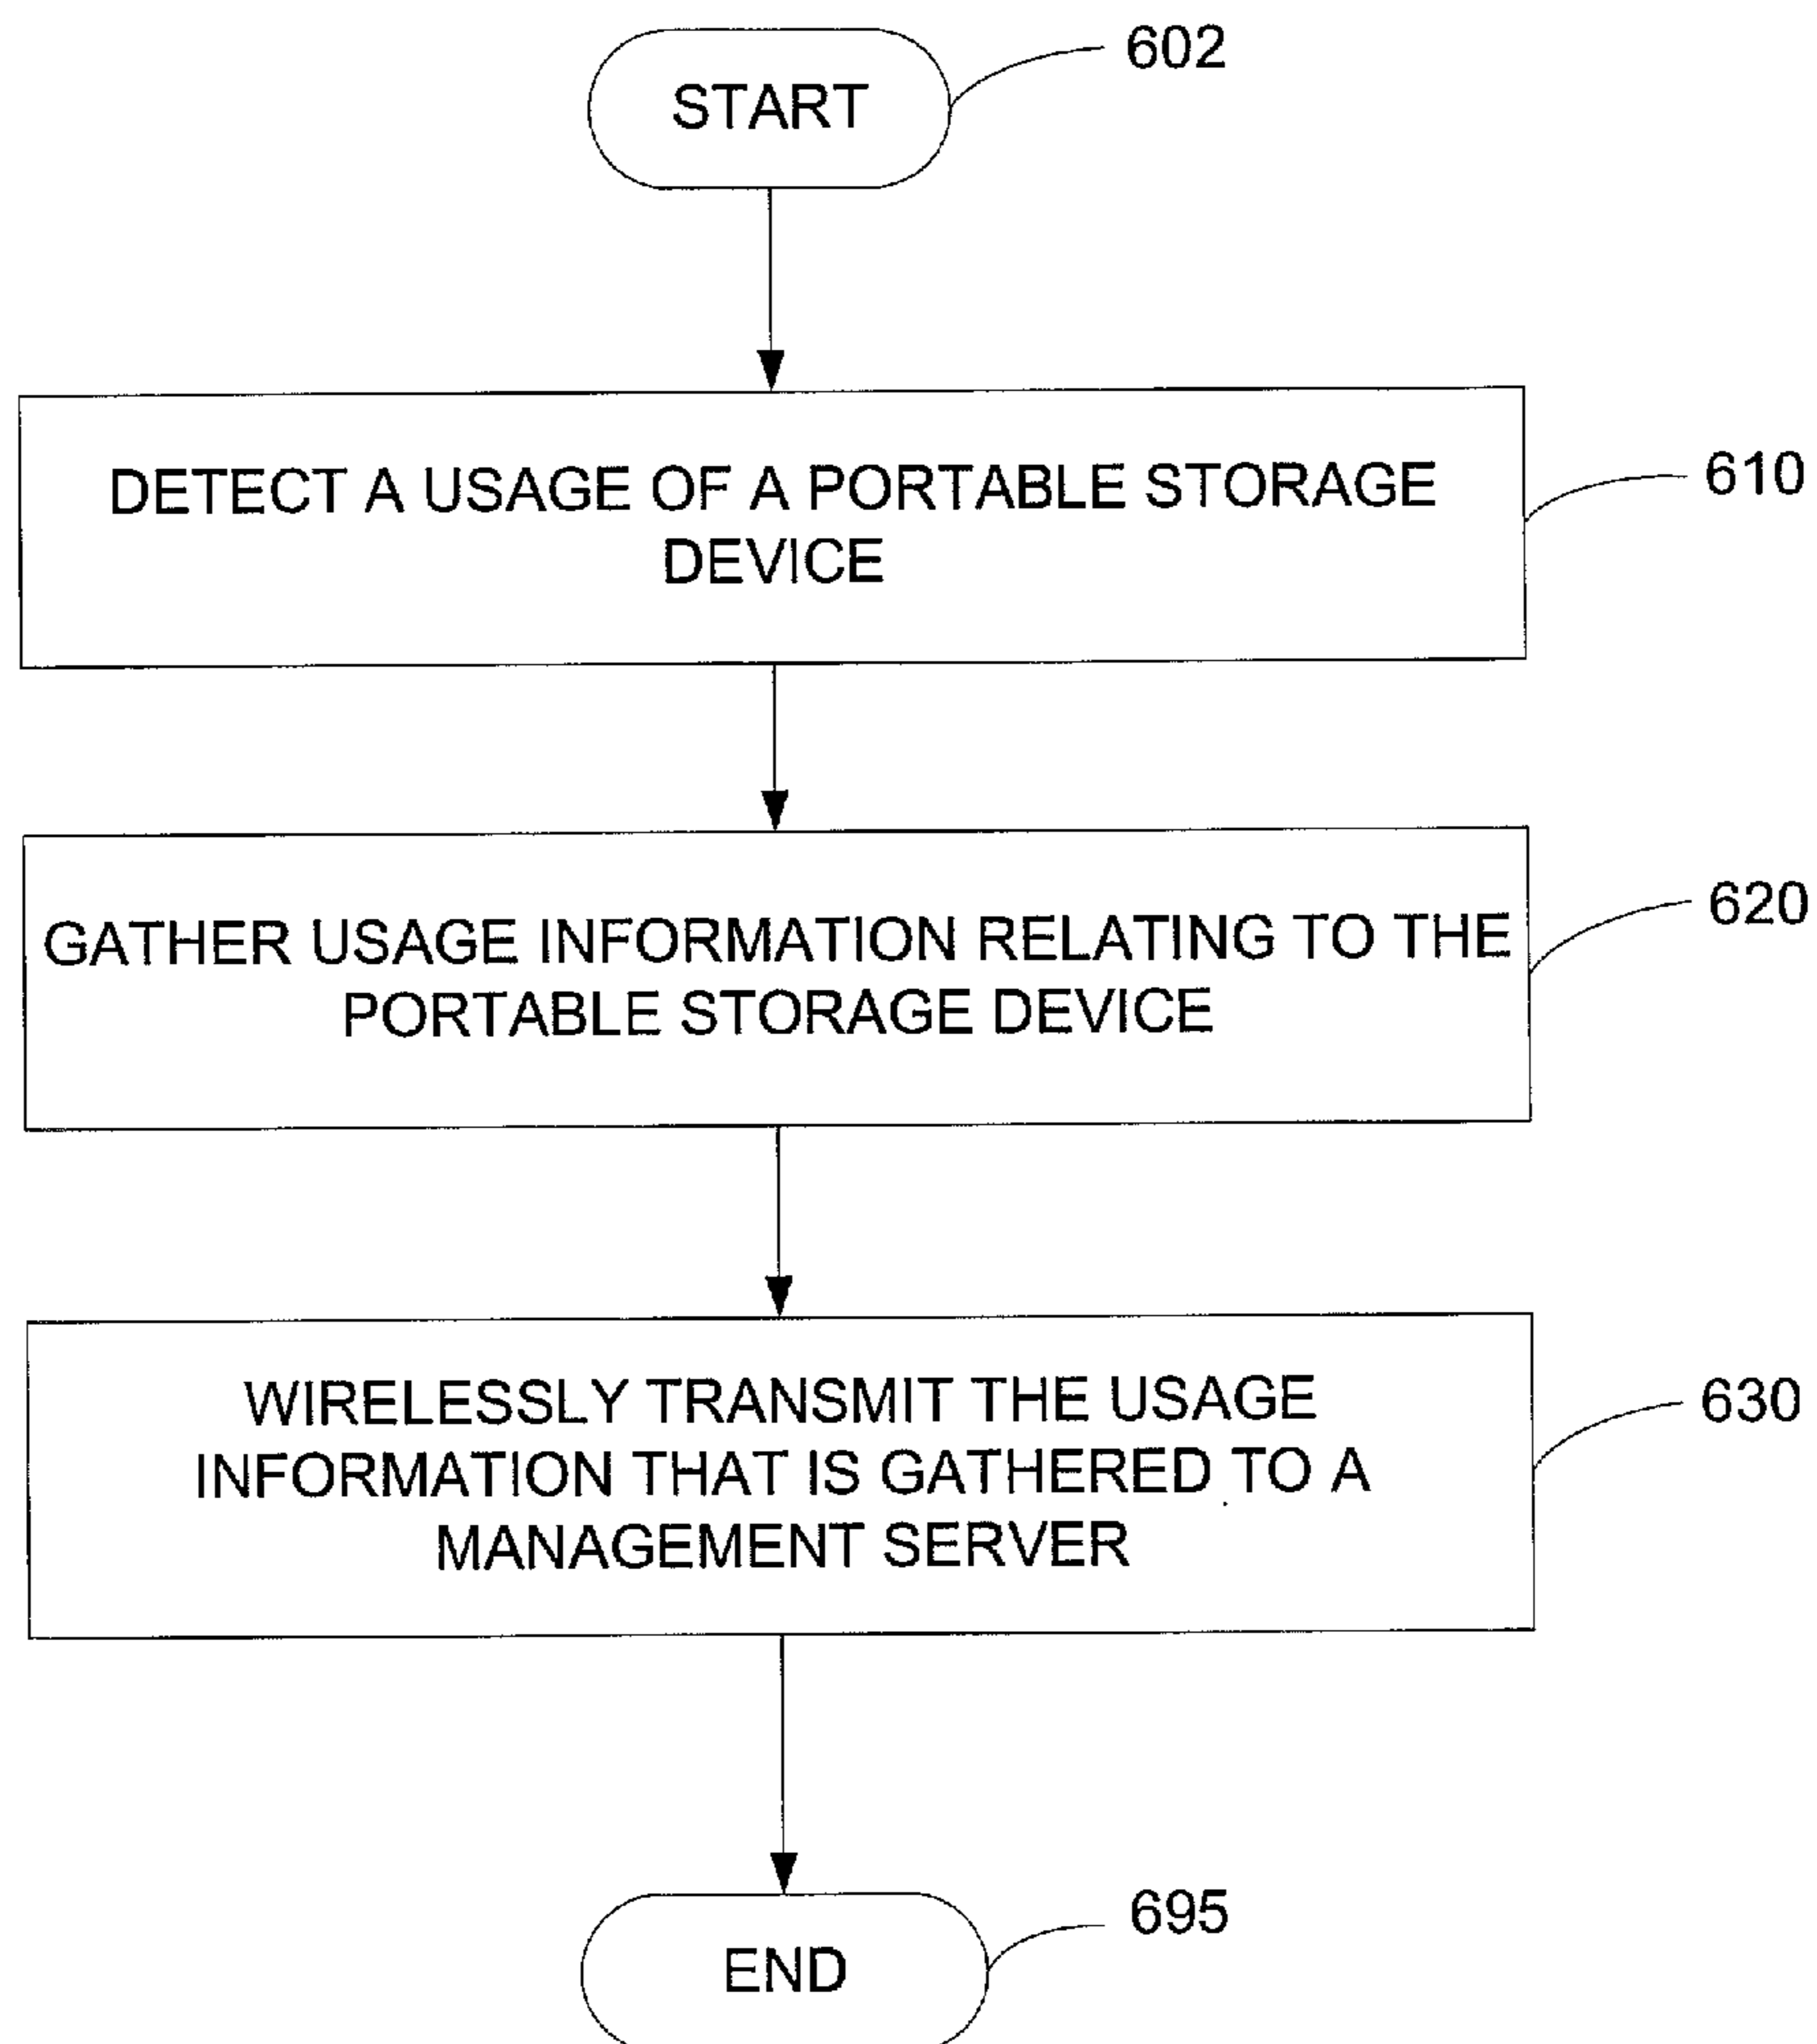 START
602
DETECT A USAGE OF A PORTABLE STORAGE
DEVICE
610
GATHER USAGE INFORMATION RELATING TO THE
PORTABLE STORAGE DEVICE
620
WIRELESSLY TRANSMIT THE USAGE
INFORMATION THAT IS GATHERED TO A
MANAGEMENT SERVER
630
END
695